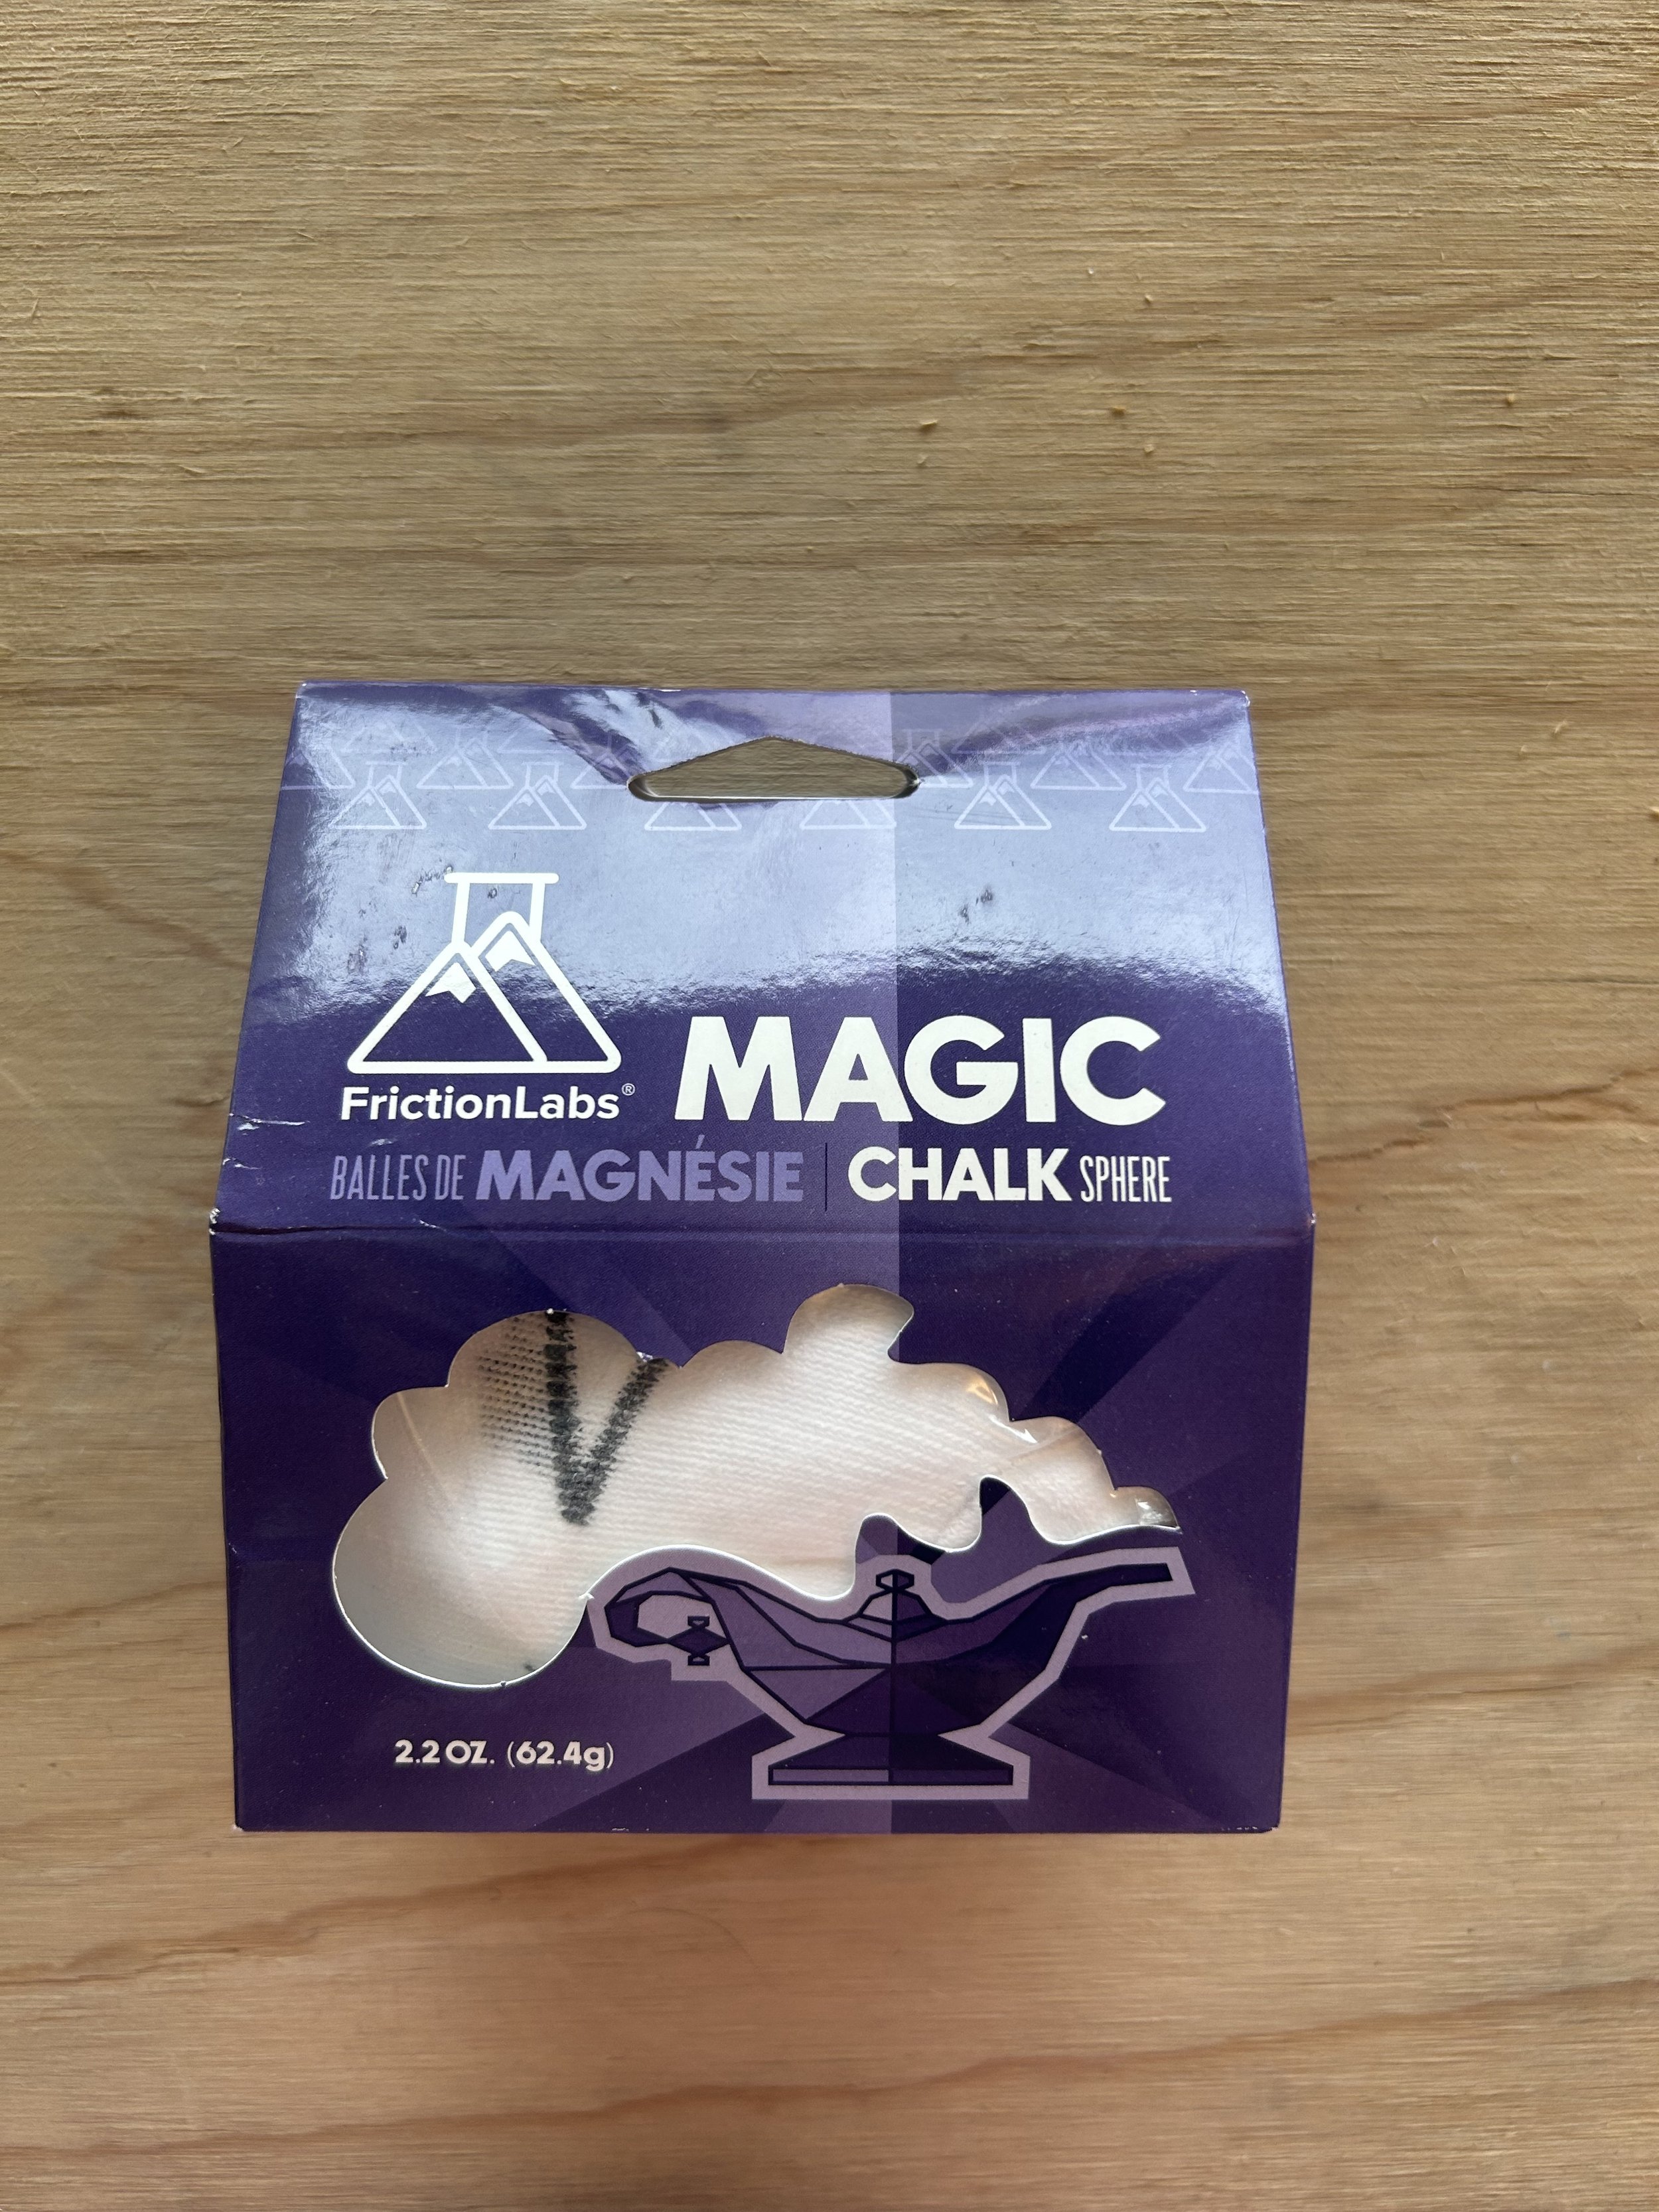 FrictionLabs®
MAGIC
BALLES DE MAGNÉSIE | CHALK SPHERE
2.2 OZ. (62.4g)